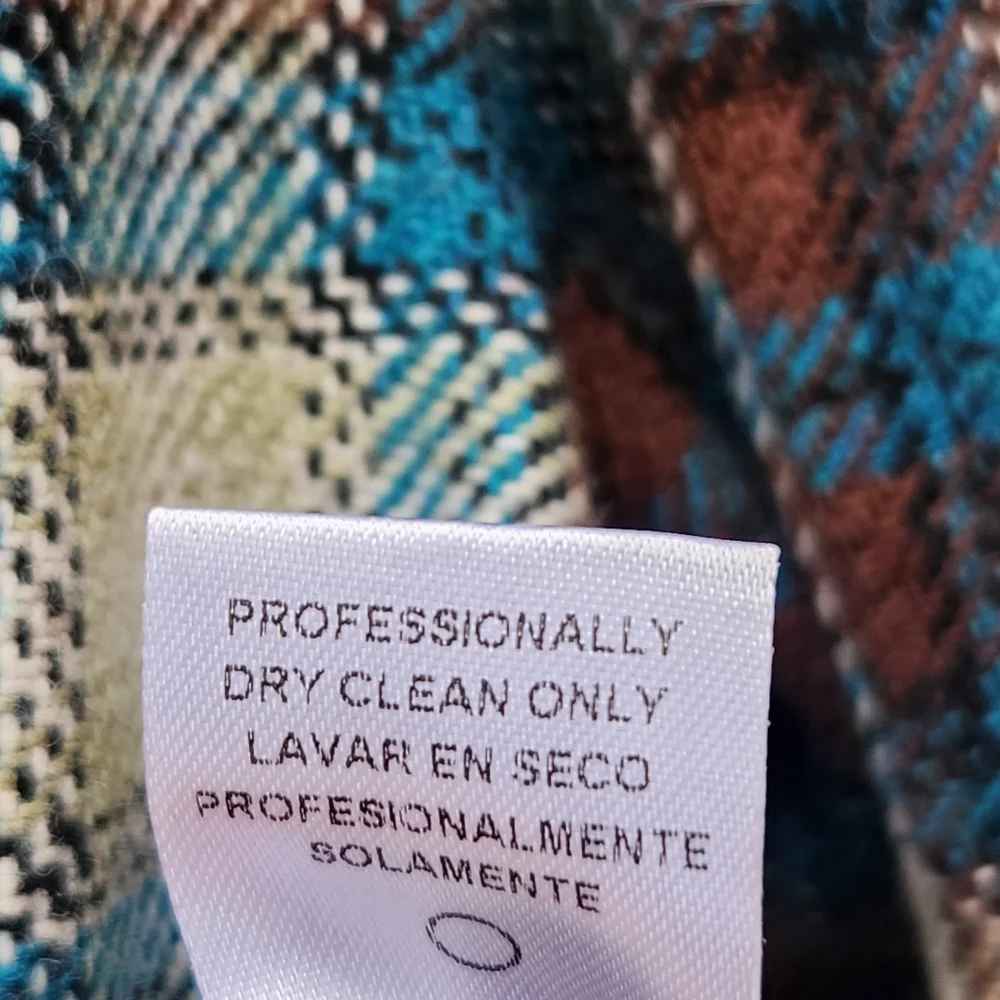 PROFESSIONALLY
DRY CLEAN ONLY
LAVAR EN SECO
PROFESIONALMENTE
SOLAMENTE